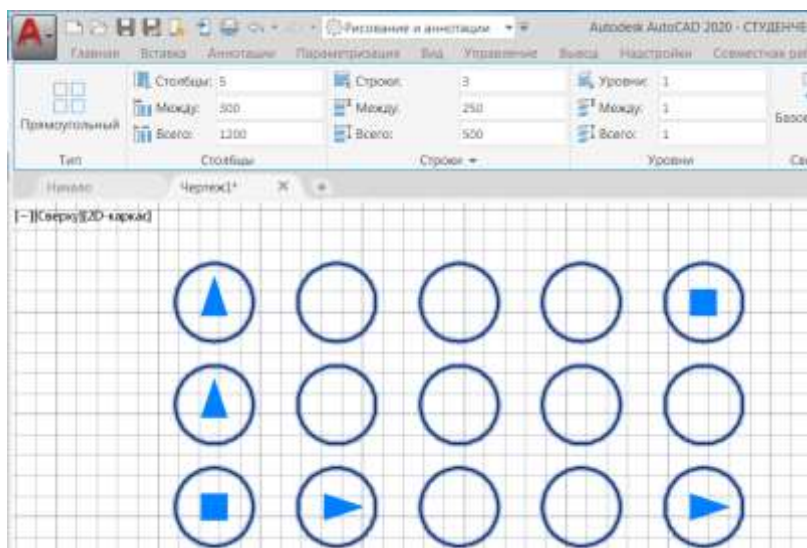 Рисование и аннотации
Autodesk AutoCAD 2020 - СТУДЕНЧЕ
Главная Вставка Аннотации Параметризация Вид Управление Вывод Надстройки Совместная
Столбцы: 5 Строки: 3 Уровни: 1
Между: 300 Между: 250 Между: 1
Прямоугольный
Всего: 1200 Всего: 500 Всего: 1
Тип Столбцы Строки Уровни
Начало Чертеж1*
[−][Сверху][2D-каркас]